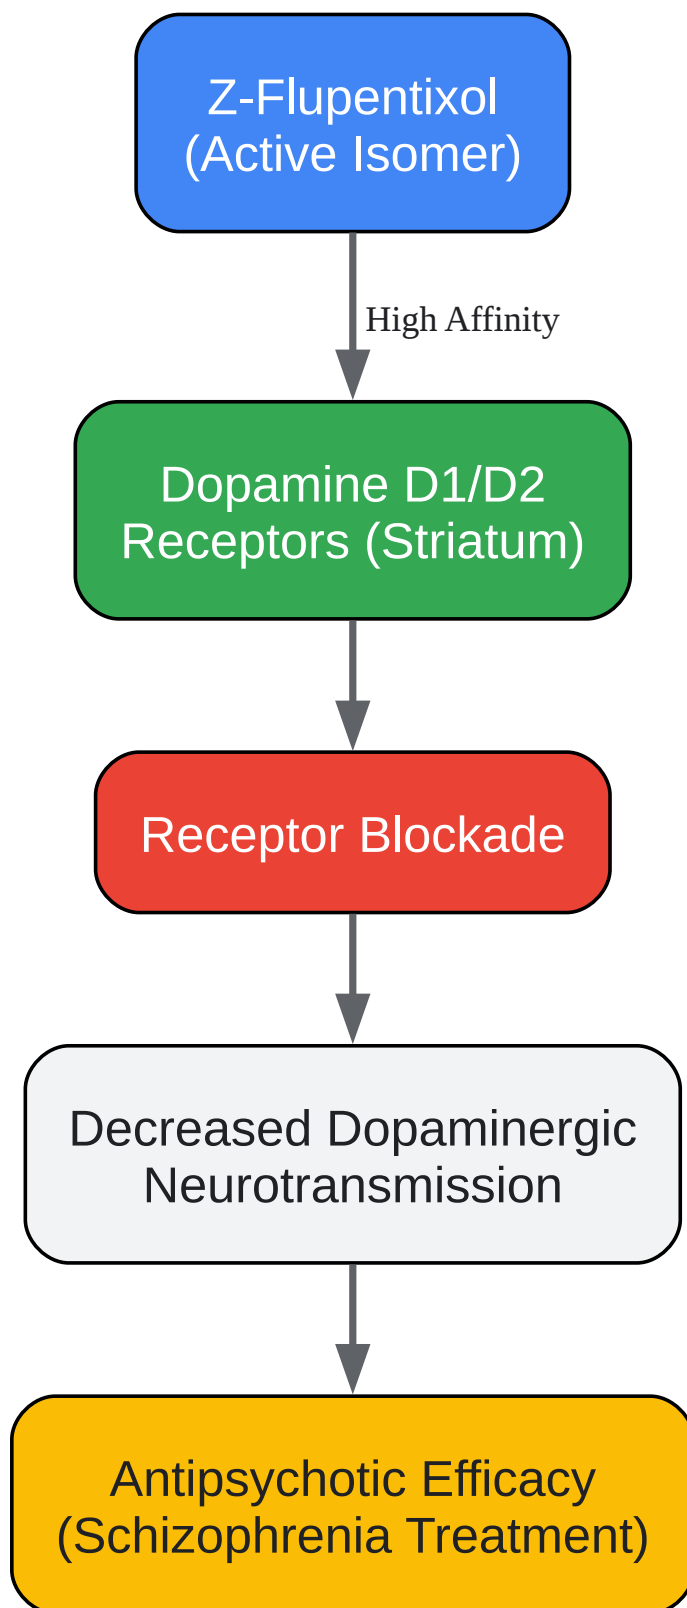 Z-Flupentixol
(Active Isomer)
High Affinity
Dopamine D1/D2
Receptors (Striatum)
Receptor Blockade
Decreased Dopaminergic
Neurotransmission
Antipsychotic Efficacy
(Schizophrenia Treatment)